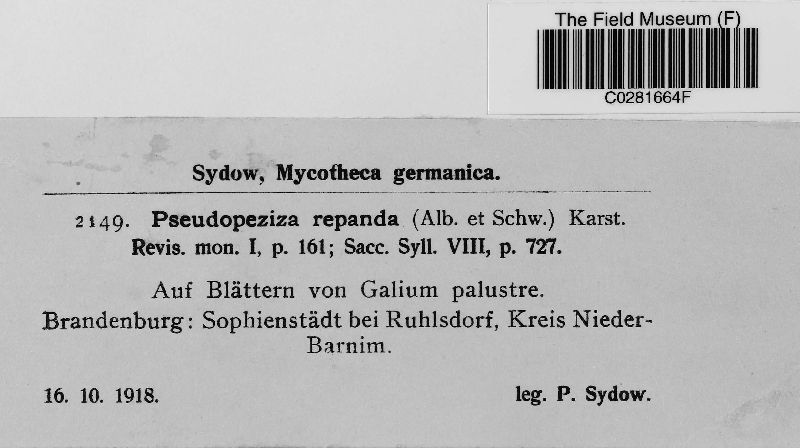 The Field Museum (F)
C0281664F
Sydow, Mycotheca germanica.
2149. Pseudopeziza repanda (Alb. et Schw.) Karst.
Revis. mon. I, p. 161; Sacc. Syll. VIII, p. 727.
Auf Blättern von Galium palustre.
Brandenburg: Sophienstädt bei Ruhlsdorf, Kreis Nieder-
Barnim.
16. 10. 1918. leg. P. Sydow.